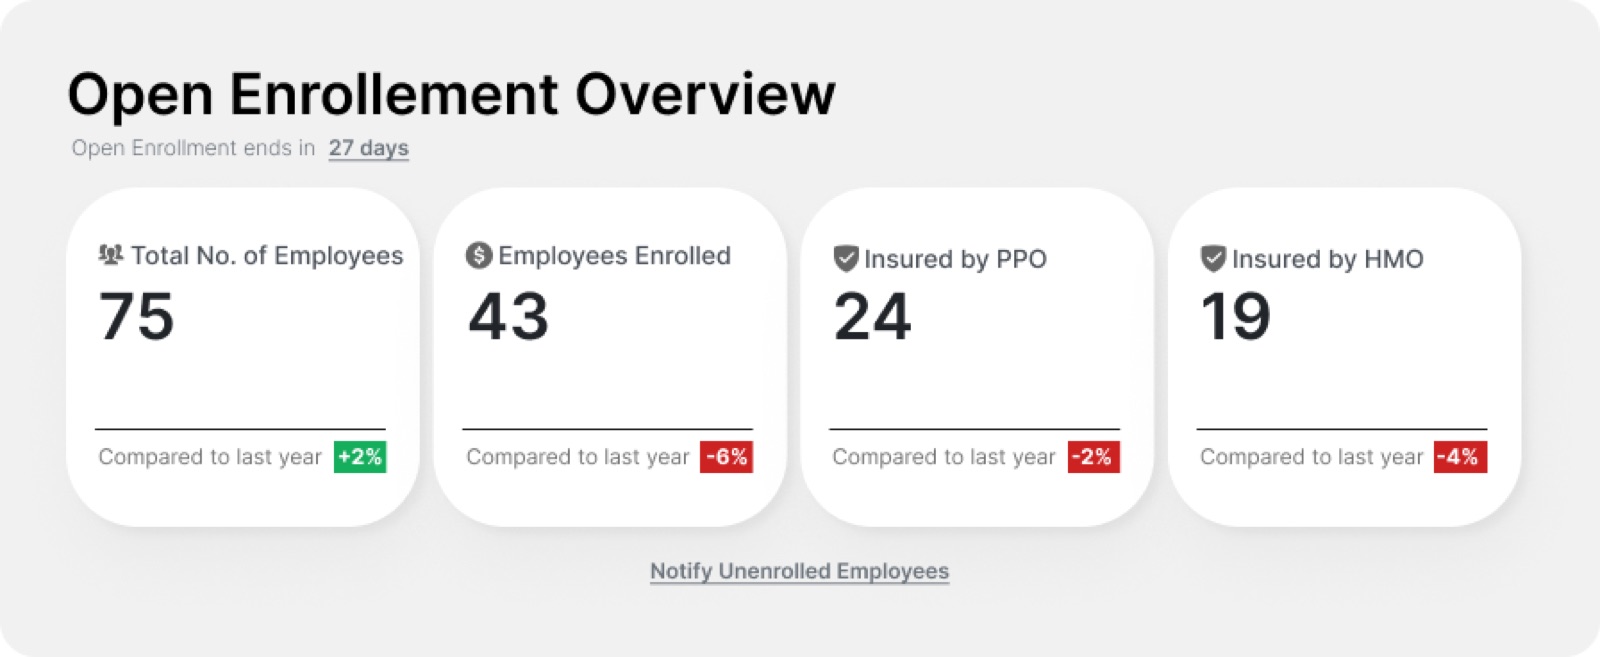 Open Enrollement Overview
Open Enrollment ends in 27 days
Total No. of Employees
75
Compared to last year +2%
Employees Enrolled
43
Compared to last year -6%
Insured by PPO
24
Compared to last year -2%
Insured by HMO
19
Compared to last year -4%
Notify Unenrolled Employees